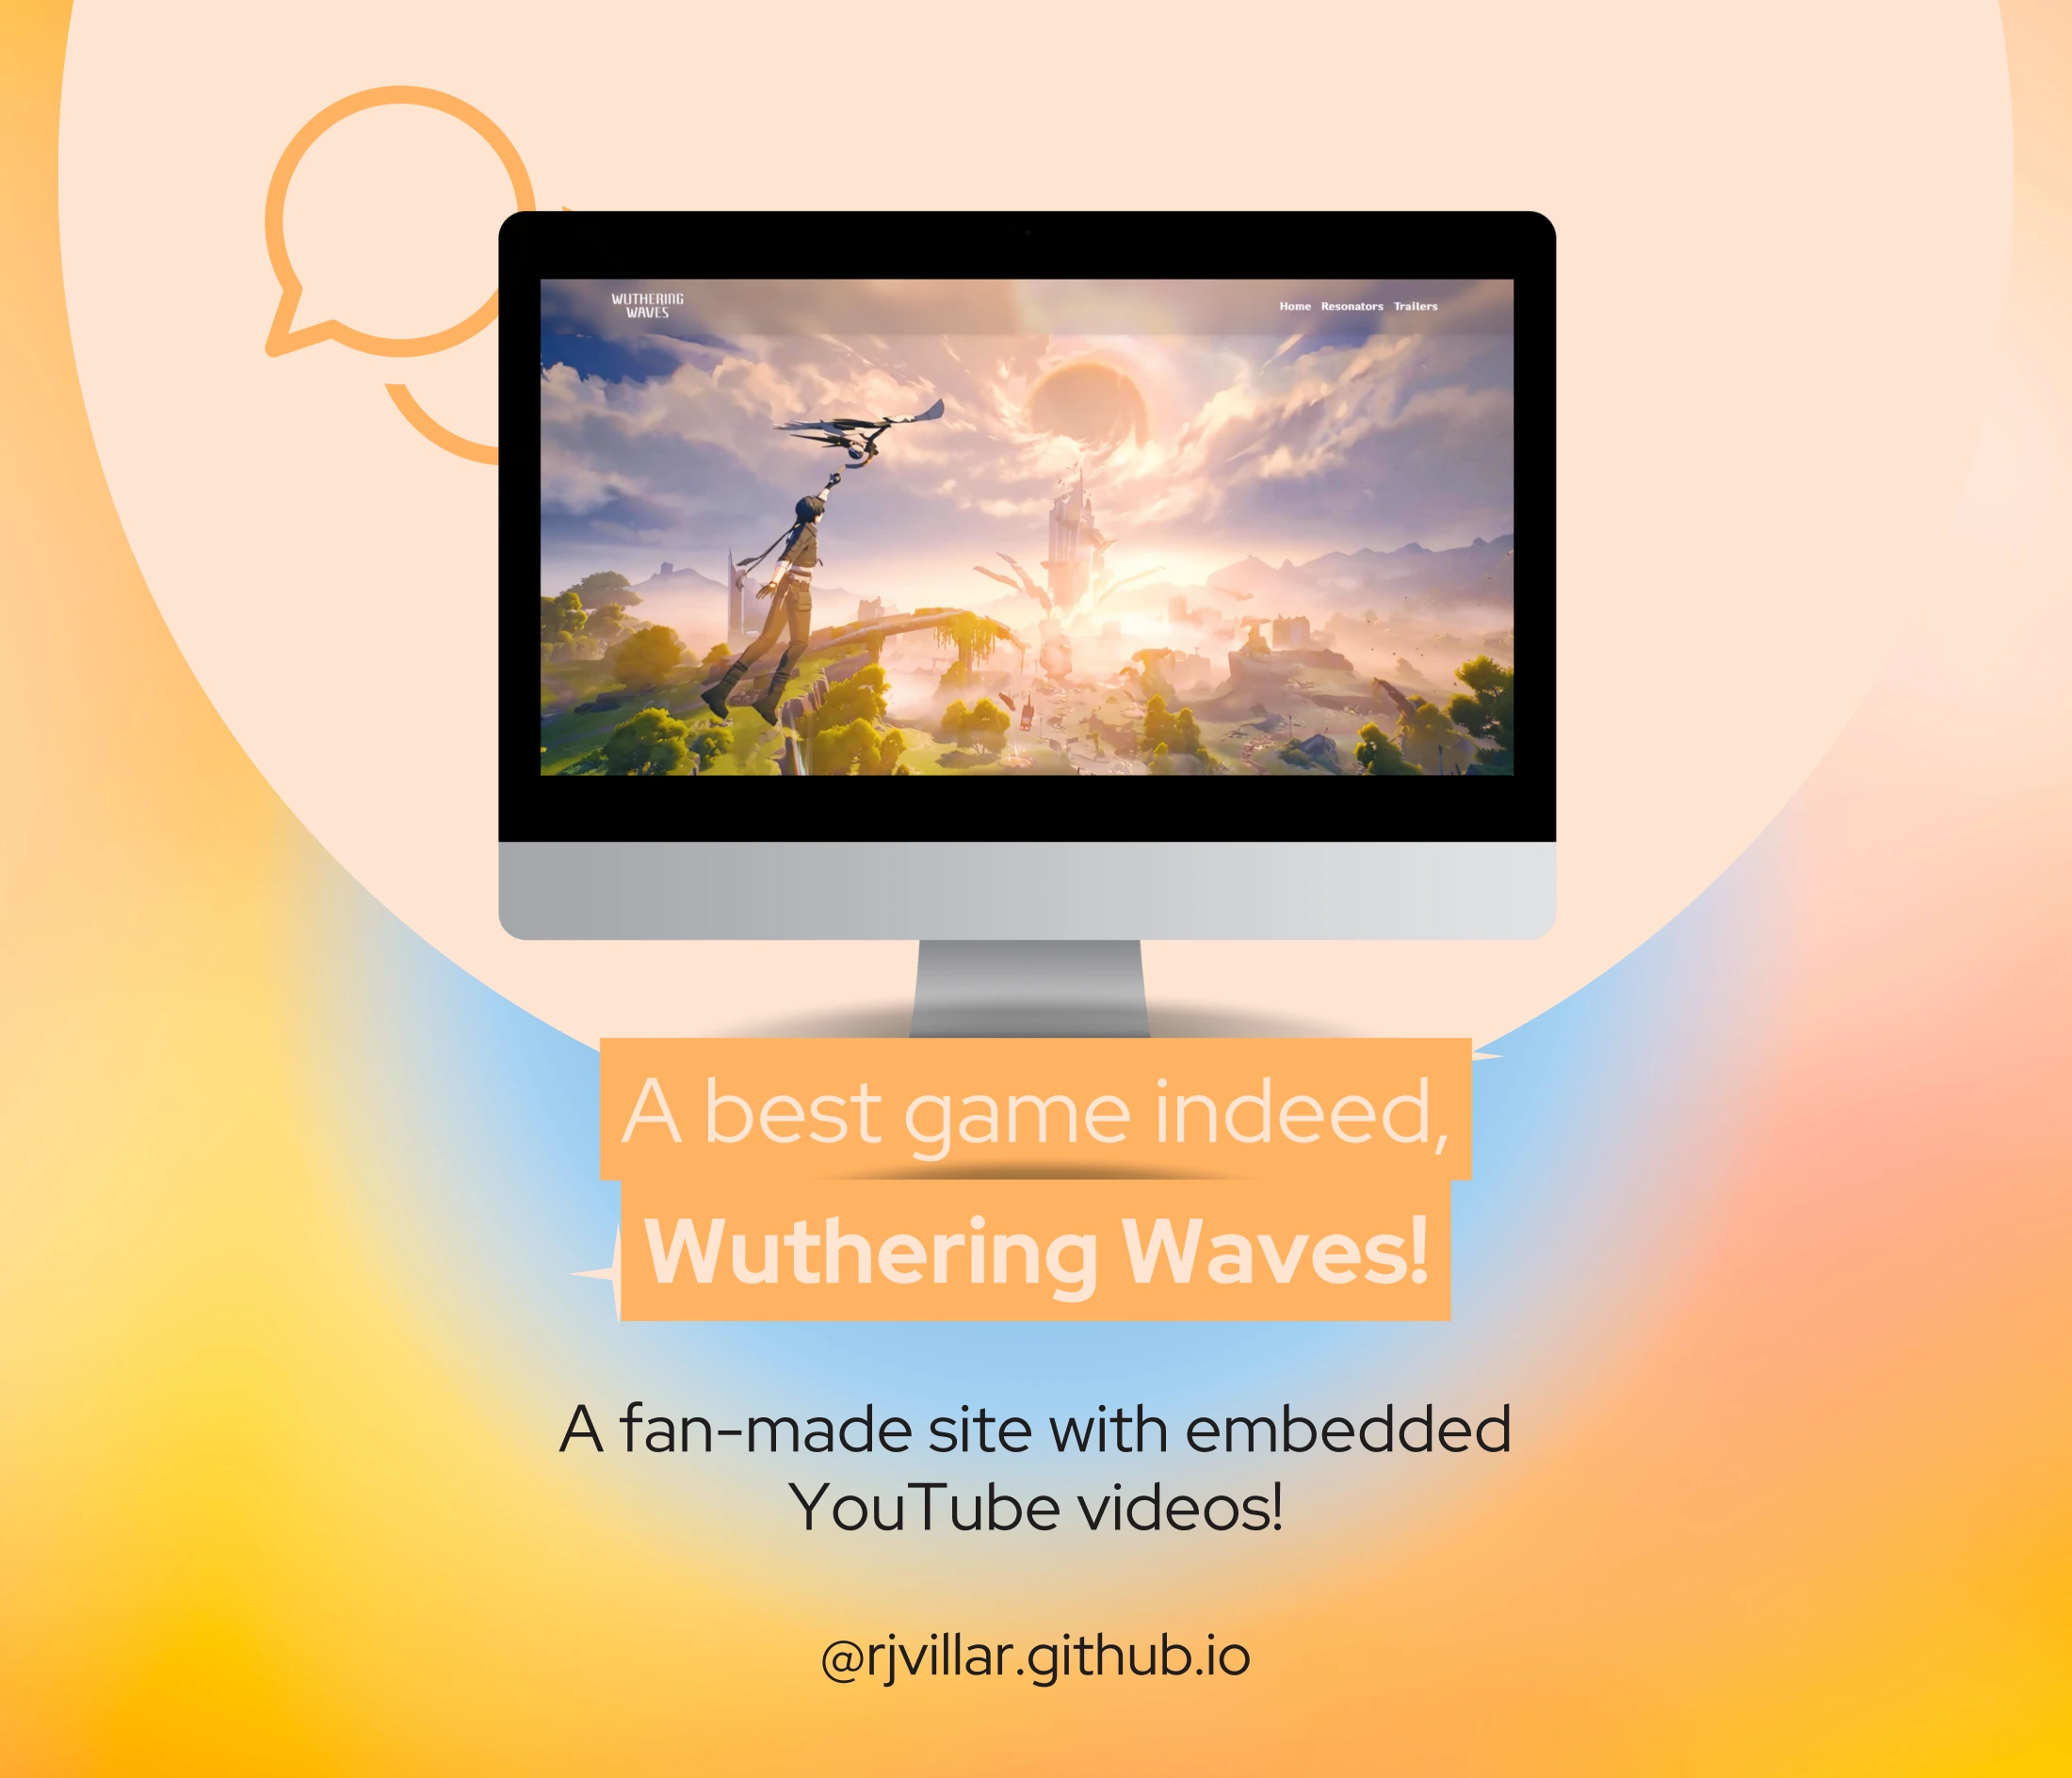 WUTHERING
WAVES
Home Resonators Trailers
A best game indeed,
Wuthering Waves!
A fan-made site with embedded
YouTube videos!
@rjvillar.github.io